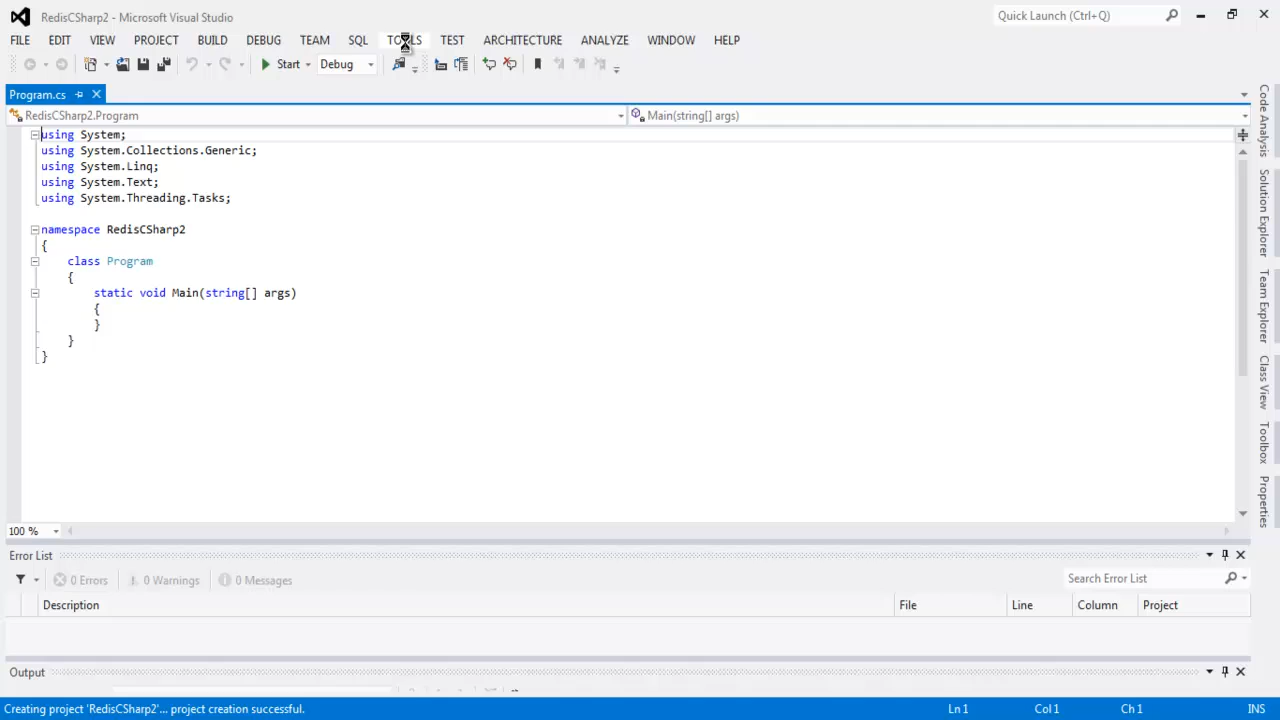 RedisCSharp2 - Microsoft Visual Studio
Quick Launch (Ctrl+Q)
FILE EDIT VIEW PROJECT BUILD DEBUG TEAM SQL TOOLS TEST ARCHITECTURE ANALYZE WINDOW HELP
Start Debug
Program.cs
RedisCSharp2.Program
Main(string[] args)
using System;
using System.Collections.Generic;
using System.Linq;
using System.Text;
using System.Threading.Tasks;
namespace RedisCSharp2
{
class Program
{
static void Main(string[] args)
{
}
}
}
100 %
Code Analysis
Solution Explorer
Team Explorer
Class View
Toolbox
Properties
Error List
0 Errors 0 Warnings 0 Messages
Search Error List
Description File Line Column Project
Output
Creating project 'RedisCSharp2'... project creation successful.
Ln 1 Col 1 Ch 1 INS